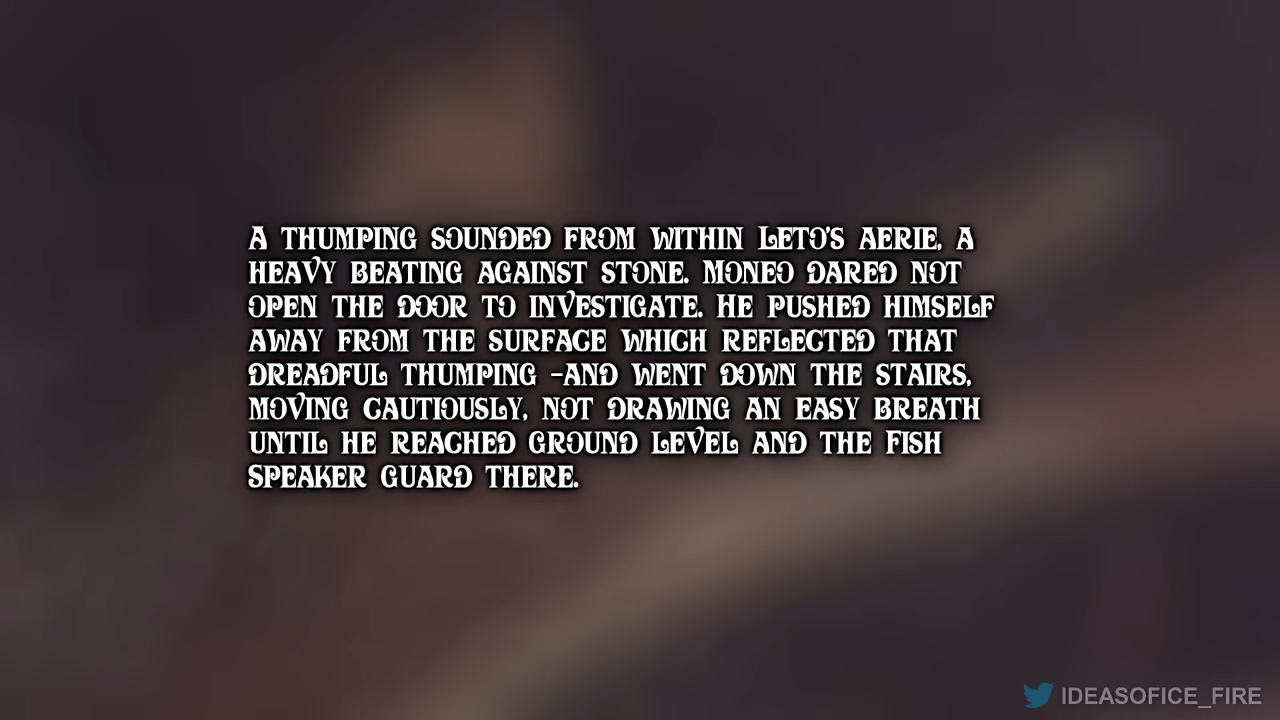 A THUMPING SOUNDED FROM WITHIN LETO'S AERIE, A
HEAVY BEATING AGAINST STONE. MONEO DARED NOT
OPEN THE DOOR TO INVESTIGATE. HE PUSHED HIMSELF
AWAY FROM THE SURFACE WHICH REFLECTED THAT
DREADFUL THUMPING -AND WENT DOWN THE STAIRS,
MOVING CAUTIOUSLY, NOT DRAWING AN EASY BREATH
UNTIL HE REACHED GROUND LEVEL AND THE FISH
SPEAKER GUARD THERE.
IDEASOFICE_FIRE